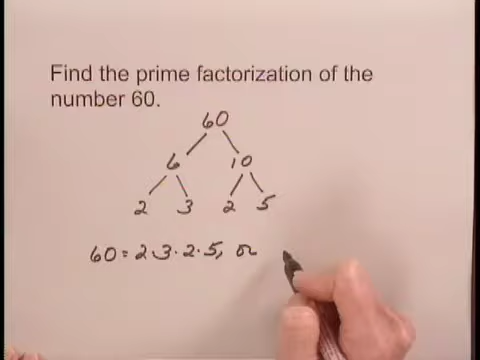 Find the prime factorization of the
number 60.
60
6 10
2 3 2 5
60 = 2·3·2·5, or